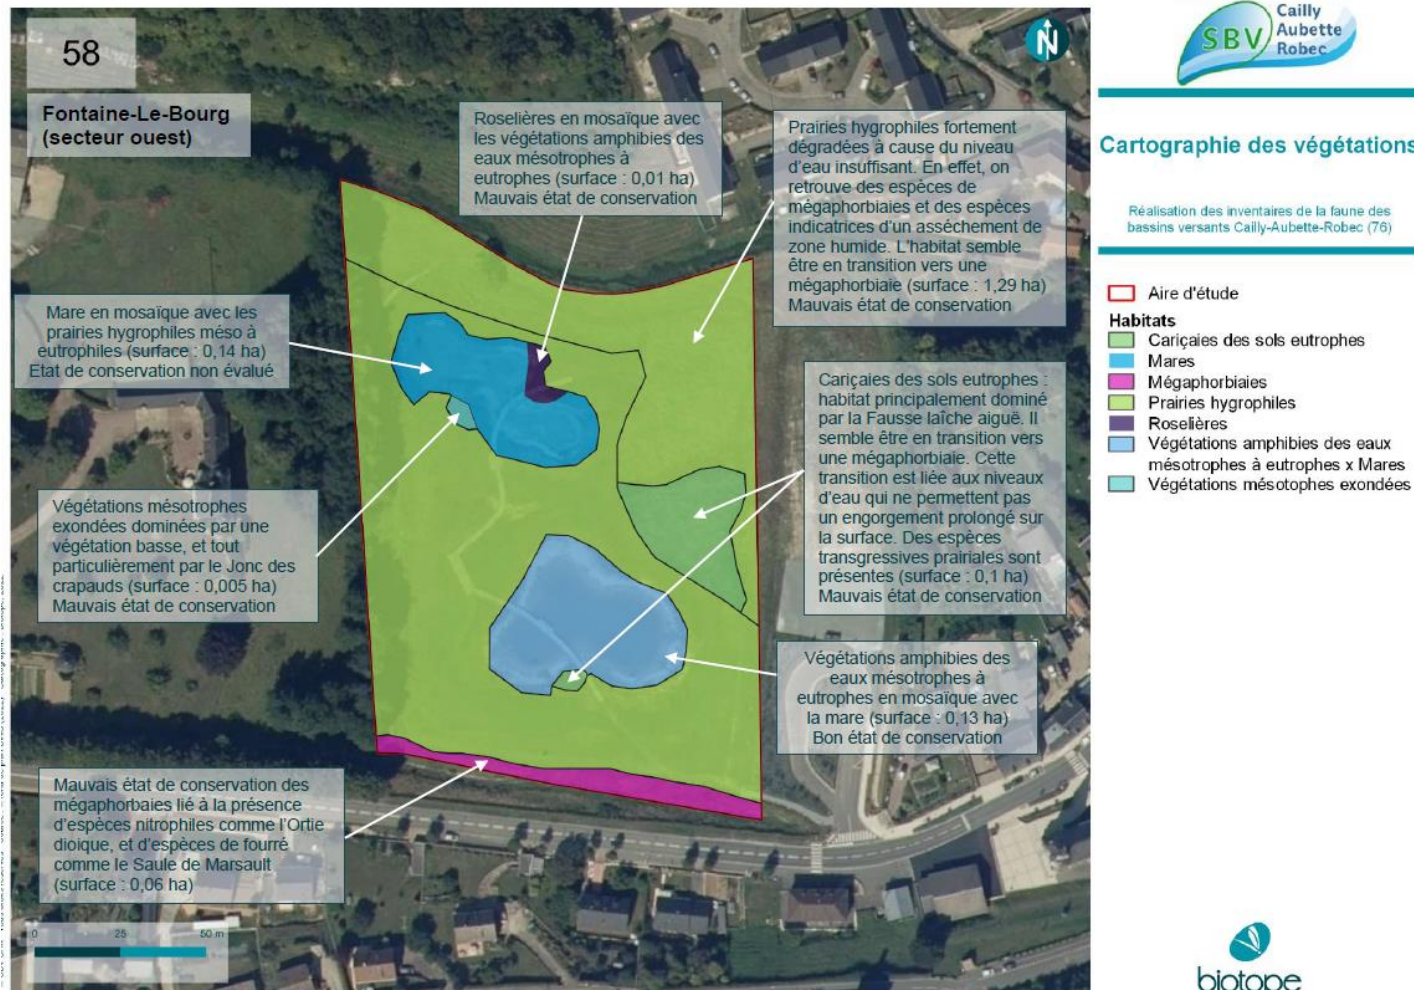 58
Fontaine-Le-Bourg
(secteur ouest)
N
Roselières en mosaïque avec
les végétations amphibies des
eaux mésotrophes à
eutrophes (surface : 0,01 ha)
Mauvais état de conservation
Prairies hygrophiles fortement
dégradées à cause du niveau
d'eau insuffisant. En effet, on
retrouve des espèces de
mégaphorbiaies et des espèces
indicatrices d'un asséchement de
zone humide. L'habitat semble
être en transition vers une
mégaphorbiaie (surface : 1,29 ha)
Mauvais état de conservation
Mare en mosaïque avec les
prairies hygrophiles méso à
eutrophiles (surface : 0,14 ha)
Etat de conservation non évalué
Cariçaies des sols eutrophes :
habitat principalement dominé
par la Fausse laîche aiguë. Il
semble être en transition vers
une mégaphorbiaie. Cette
transition est liée aux niveaux
d'eau qui ne permettent pas
un engorgement prolongé sur
la surface. Des espèces
transgressives prairiales sont
présentes (surface : 0,1 ha)
Mauvais état de conservation
Végétations mésotrophes
exondées dominées par une
végétation basse, et tout
particulièrement par le Jonc des
crapauds (surface : 0,005 ha)
Mauvais état de conservation
Végétations amphibies des
eaux mésotrophes à
eutrophes en mosaïque avec
la mare (surface : 0,13 ha)
Bon état de conservation
Mauvais état de conservation des
mégaphorbaies lié à la présence
d'espèces nitrophiles comme l'Ortie
dioique, et d'espèces de fourré
comme le Saule de Marsault
(surface : 0,06 ha)
0 25 50 m
SBV
Cailly
Aubette
Robec
Cartographie des végétations
Réalisation des inventaires de la faune des
bassins versants Cailly-Aubette-Robec (76)
Aire d'étude
Habitats
Cariçaies des sols eutrophes
Mares
Mégaphorbiaies
Prairies hygrophiles
Roselières
Végétations amphibies des eaux
mésotrophes à eutrophes x Mares
Végétations mésotophes exondées
biotope